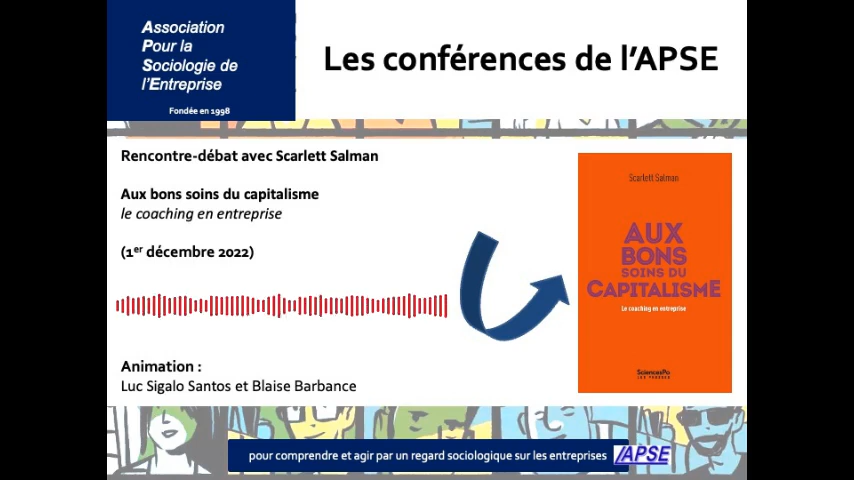 Association
Pour la
Sociologie de
l'Entreprise
Fondée en 1998
Les conférences de l'APSE
Rencontre-débat avec Scarlett Salman
Aux bons soins du capitalisme
le coaching en entreprise
(1er décembre 2022)
Animation :
Luc Sigalo Santos et Blaise Barbance
Scarlett Salman
AUX
BONS
SOINS DU
CAPITALISME
Le coaching en entreprise
SciencesPo
LES PRESSES
pour comprendre et agir par un regard sociologique sur les entreprises
APSE